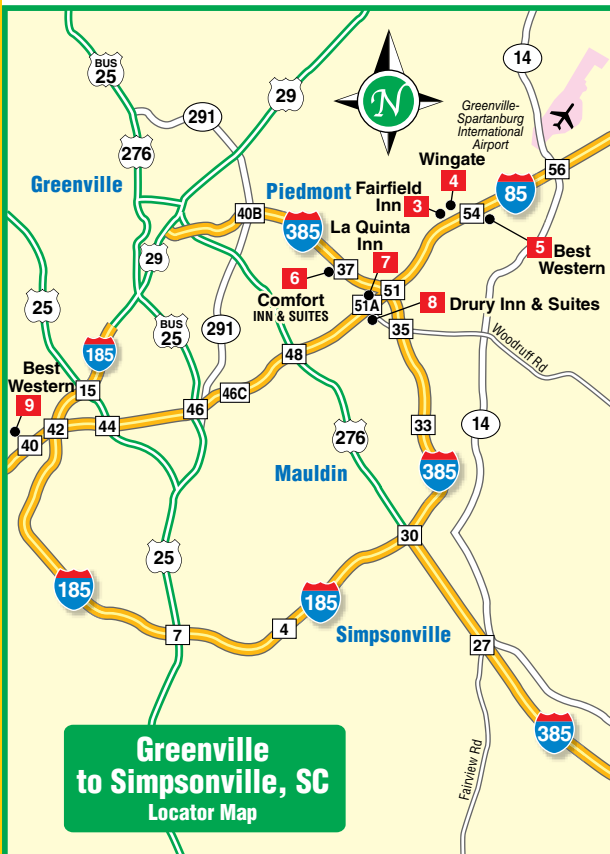 BUS
25
29
14
291
276
N
Greenville-
Spartanburg
International
Airport
Wingate
4
56
Greenville
Piedmont
Fairfield
Inn
3
85
54
40B
385
La Quinta
Inn
5
Best
Western
29
6
37
7
51
Comfort
INN & SUITES
51A
8
Drury Inn & Suites
25
BUS
25
291
35
Woodruff Rd
185
48
Best
Western
15
46C
9
46
42
44
40
33
14
276
385
Mauldin
30
25
185
185
4
7
Simpsonville
27
385
Greenville
to Simpsonville, SC
Locator Map
Fairview Rd